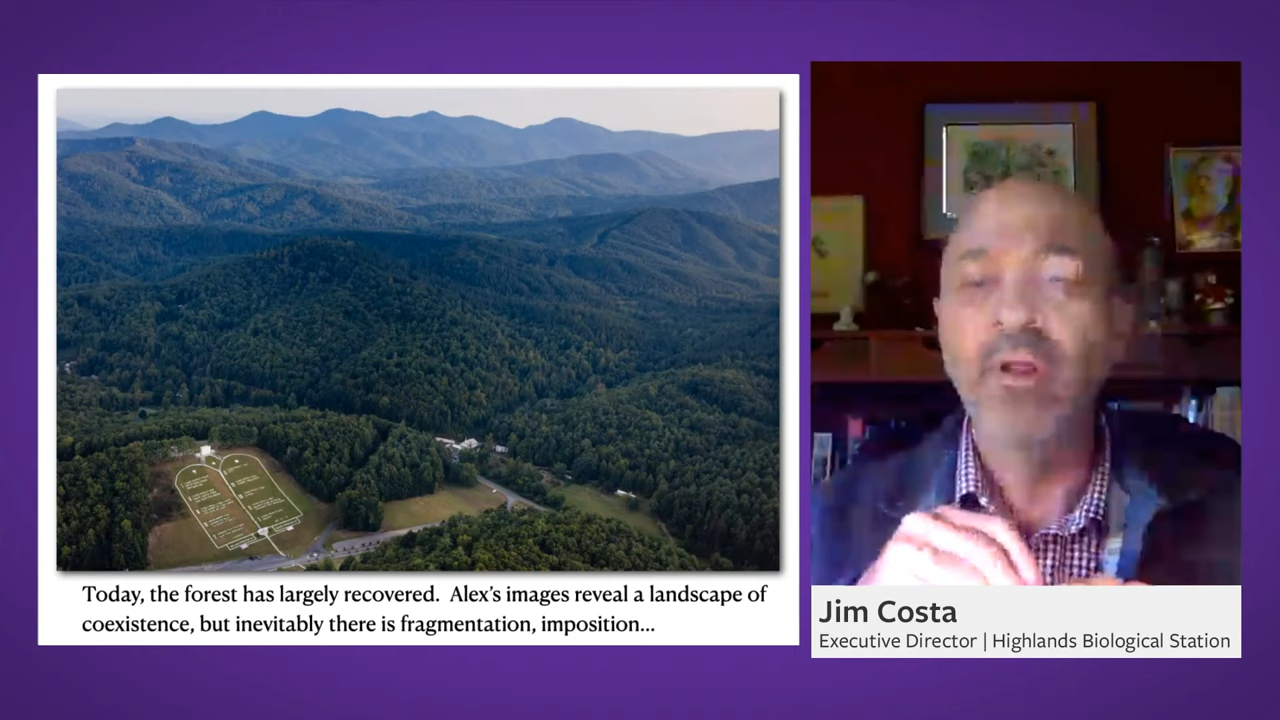 Today, the forest has largely recovered.  Alex's images reveal a landscape of
coexistence, but inevitably there is fragmentation, imposition...
Jim Costa
Executive Director | Highlands Biological Station